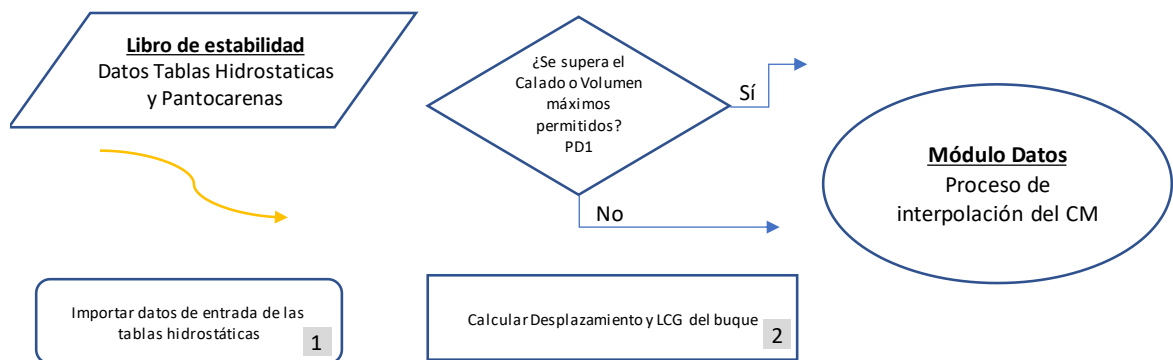 Libro de estabilidad
Datos Tablas Hidrostaticas
y Pantocarenas
¿Se supera el
Calado o Volumen
máximos
permitidos?
PD1
Sí
No
Módulo Datos
Proceso de
interpolación del CM
Importar datos de entrada de las
tablas hidrostáticas
1
Calcular Desplazamiento y LCG del buque
2